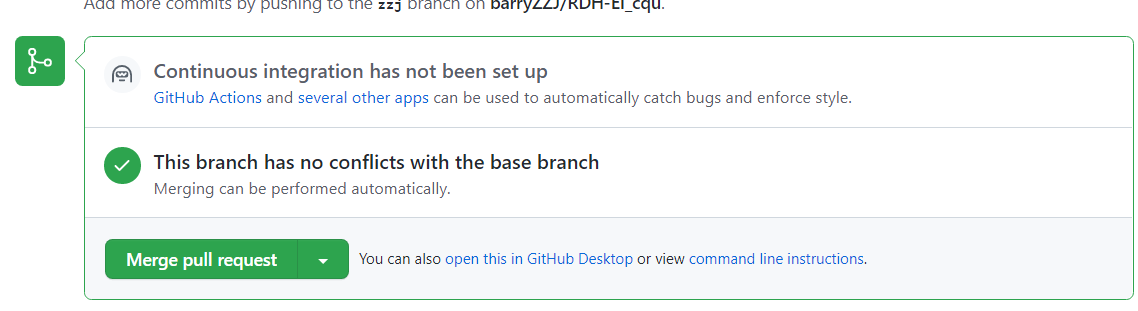 Add more commits by pushing to the zzj branch on barryZZJ/RDH-EI_cqu.
Continuous integration has not been set up
GitHub Actions and several other apps can be used to automatically catch bugs and enforce style.
This branch has no conflicts with the base branch
Merging can be performed automatically.
Merge pull request
You can also open this in GitHub Desktop or view command line instructions.